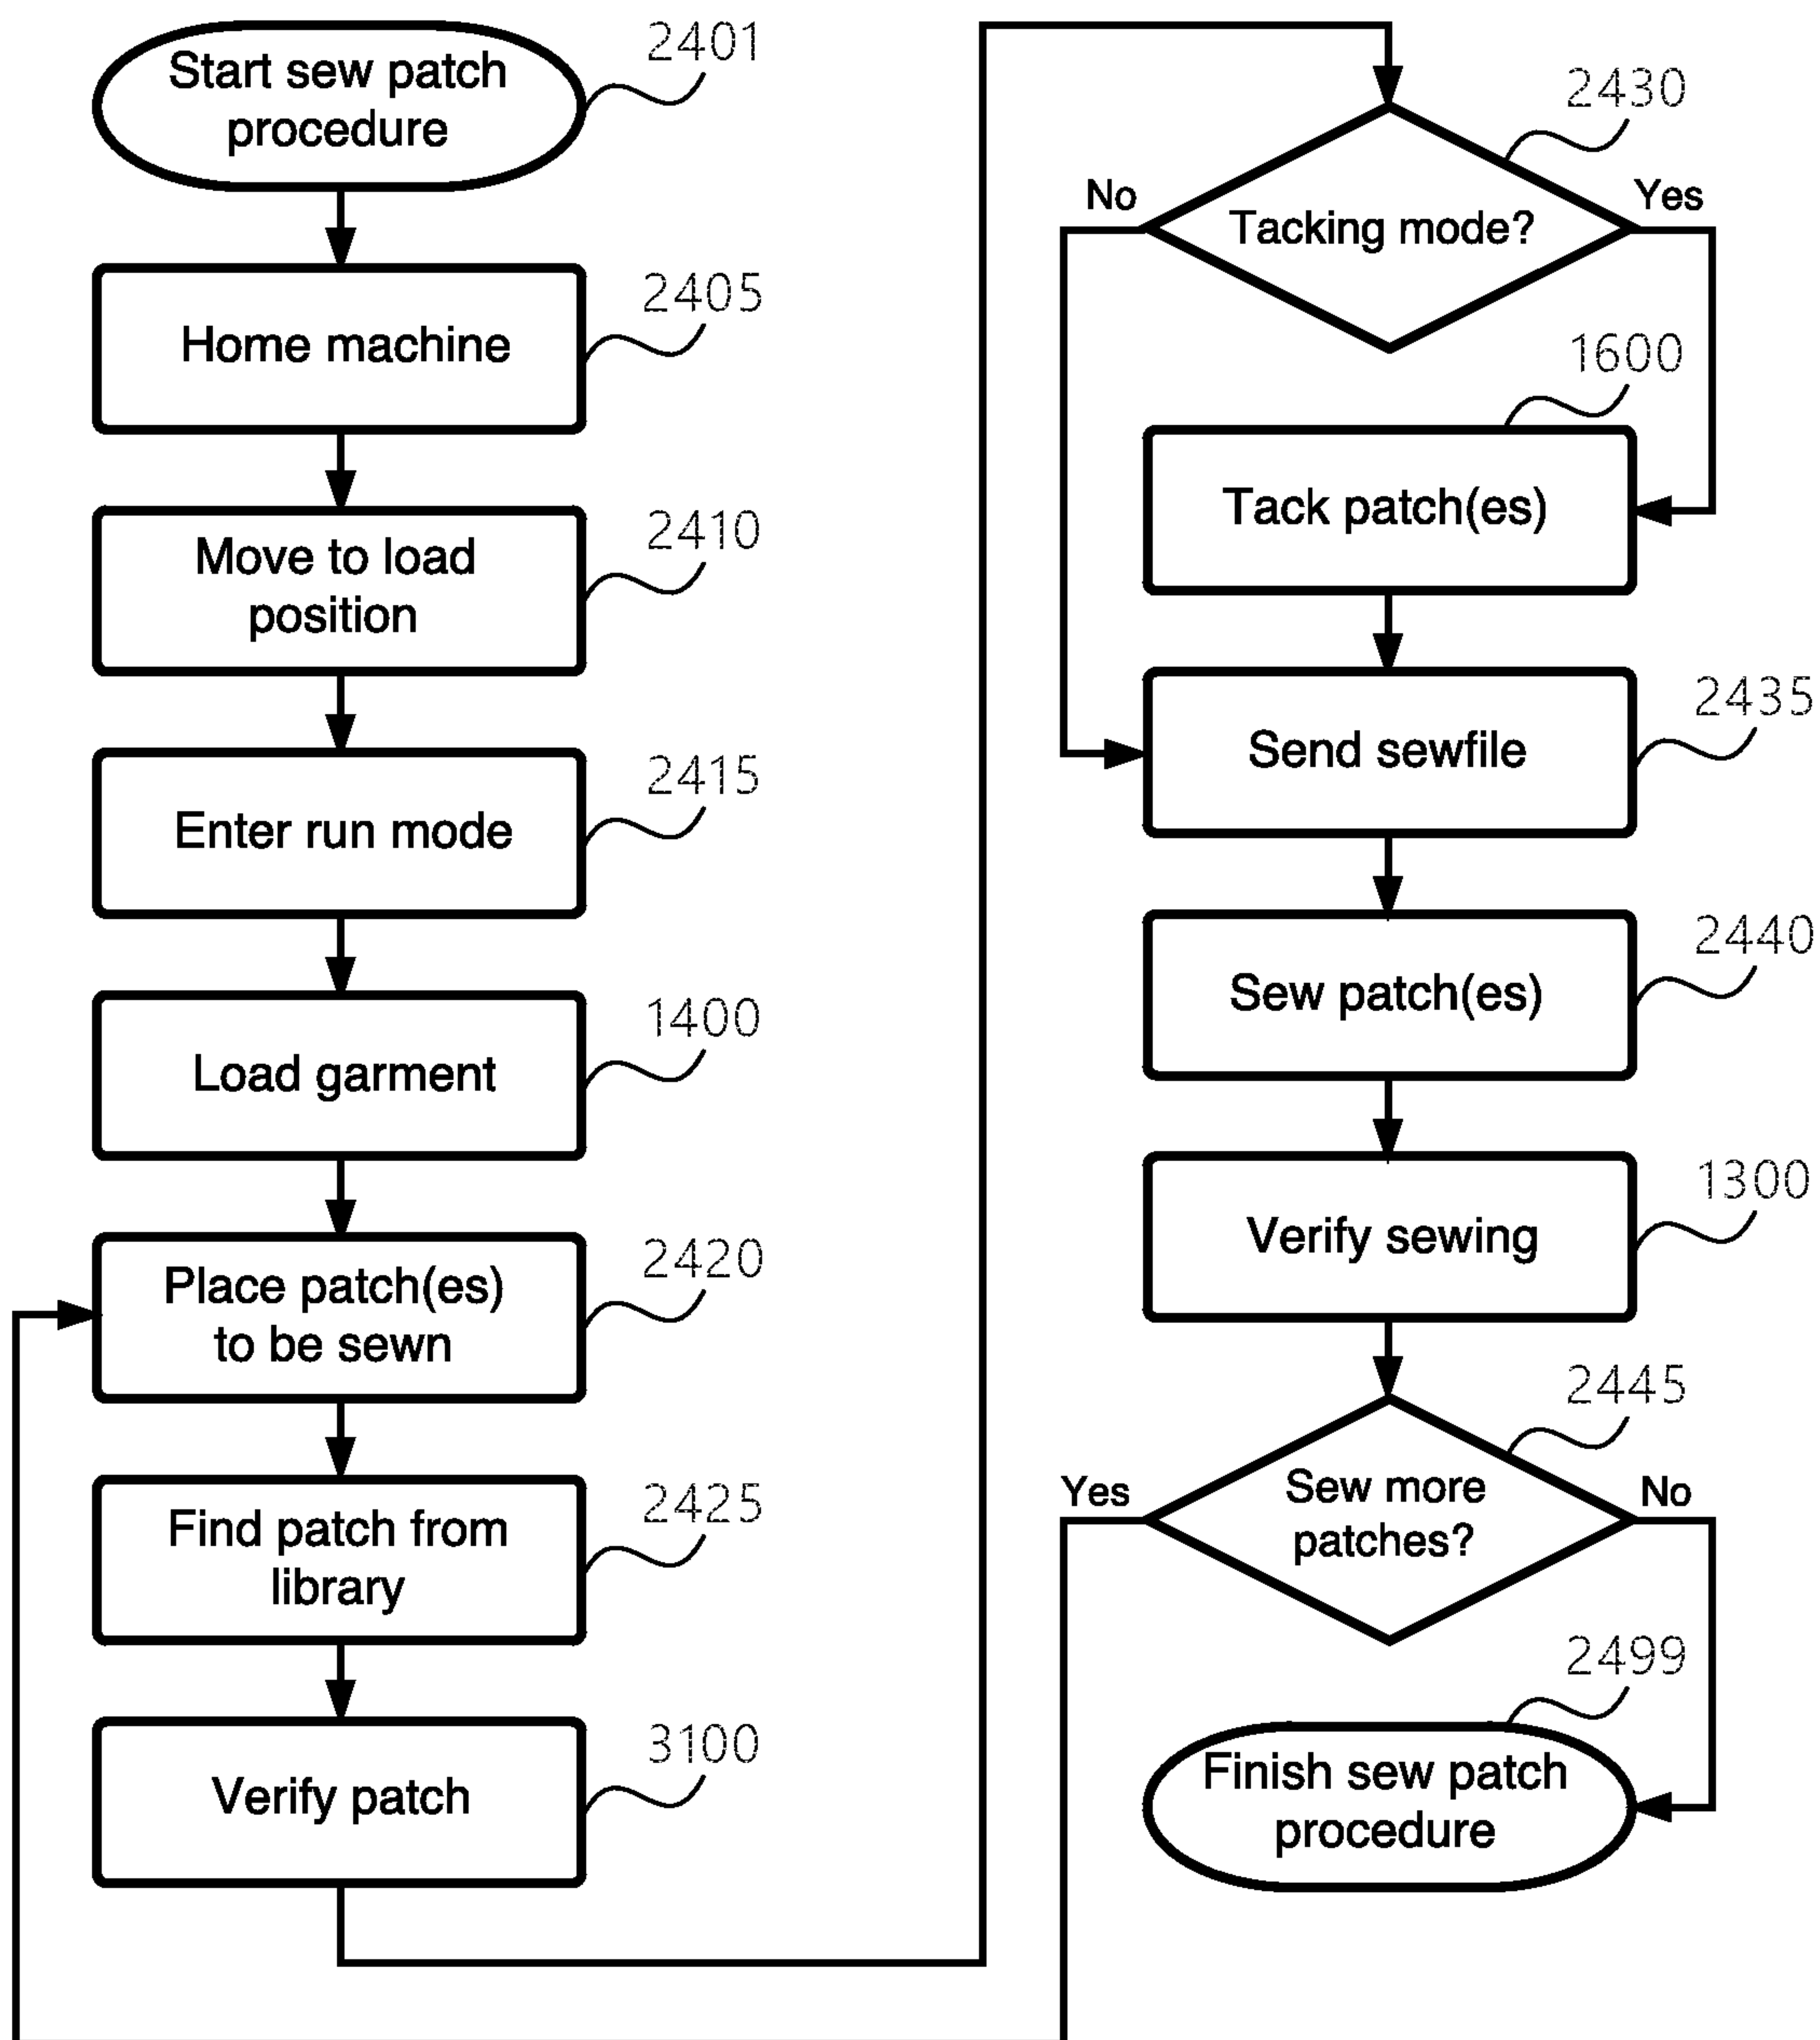 Start sew patch
procedure
2401
Home machine
2405
Move to load
position
2410
Enter run mode
2415
Load garment
1400
Place patch(es)
to be sewn
2420
Find patch from
library
2425
Verify patch
3100
2430
No
Yes
Tacking mode?
1600
Tack patch(es)
2435
Send sewfile
2440
Sew patch(es)
1300
Verify sewing
2445
Yes
Sew more
patches?
No
2499
Finish sew patch
procedure